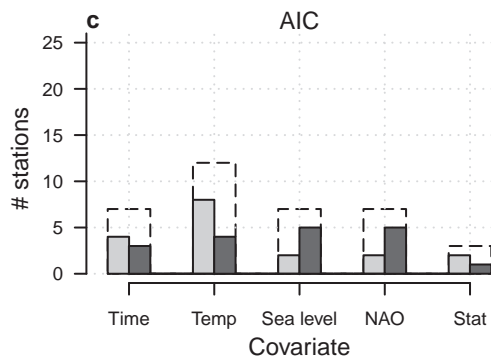 c
AIC
25
20
15
10
5
0
# stations
Time Temp Sea level NAO Stat
Covariate